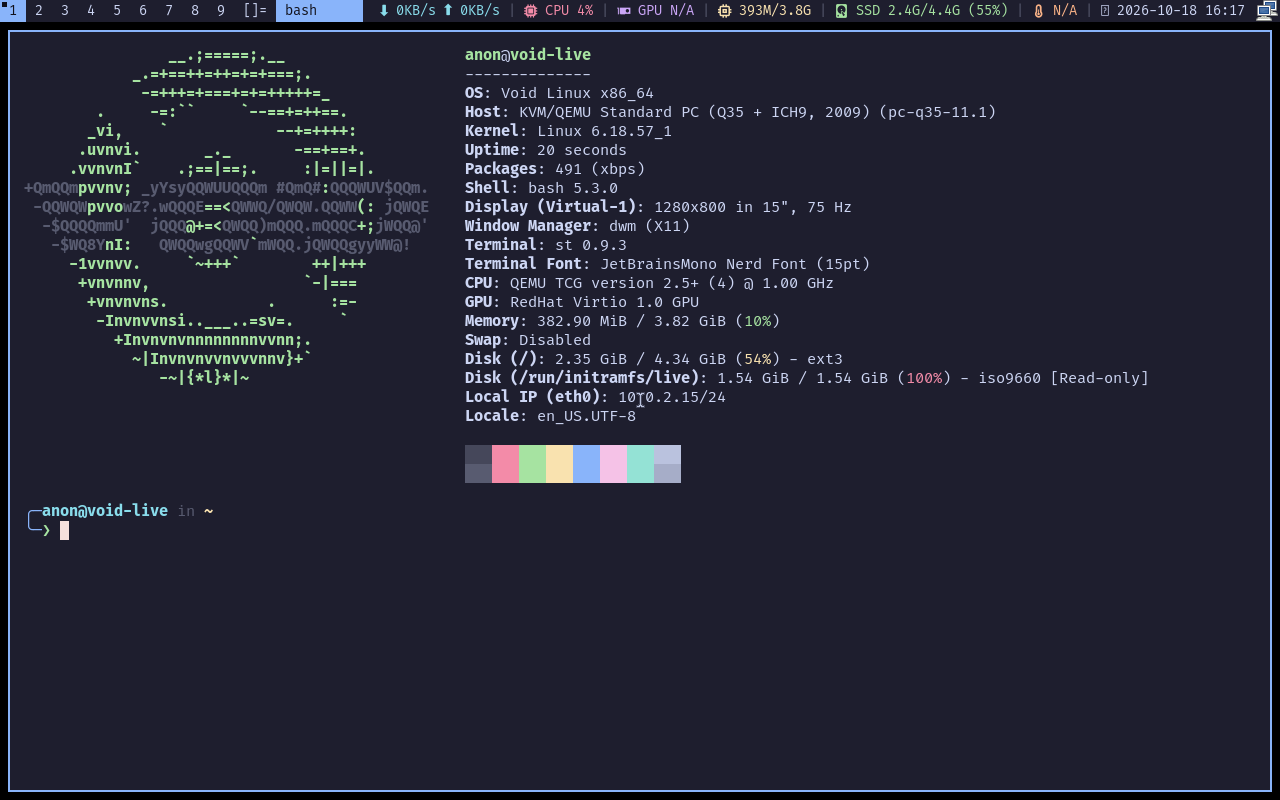 1 2 3 4 5 6 7 8 9 []= bash 0KB/s 0KB/s | CPU 4% | GPU N/A | 393M/3.8G | SSD 2.4G/4.4G (55%) | N/A | 2026-10-18 16:17
anon@void-live
--------------
OS: Void Linux x86_64
Host: KVM/QEMU Standard PC (Q35 + ICH9, 2009) (pc-q35-11.1)
Kernel: Linux 6.18.57_1
Uptime: 20 seconds
Packages: 491 (xbps)
Shell: bash 5.3.0
Display (Virtual-1): 1280x800 in 15", 75 Hz
Window Manager: dwm (X11)
Terminal: st 0.9.3
Terminal Font: JetBrainsMono Nerd Font (15pt)
CPU: QEMU TCG version 2.5+ (4) @ 1.00 GHz
GPU: RedHat Virtio 1.0 GPU
Memory: 382.90 MiB / 3.82 GiB (10%)
Swap: Disabled
Disk (/): 2.35 GiB / 4.34 GiB (54%) - ext3
Disk (/run/initramfs/live): 1.54 GiB / 1.54 GiB (100%) - iso9660 [Read-only]
Local IP (eth0): 10.0.2.15/24
Locale: en_US.UTF-8
anon@void-live in ~
❯